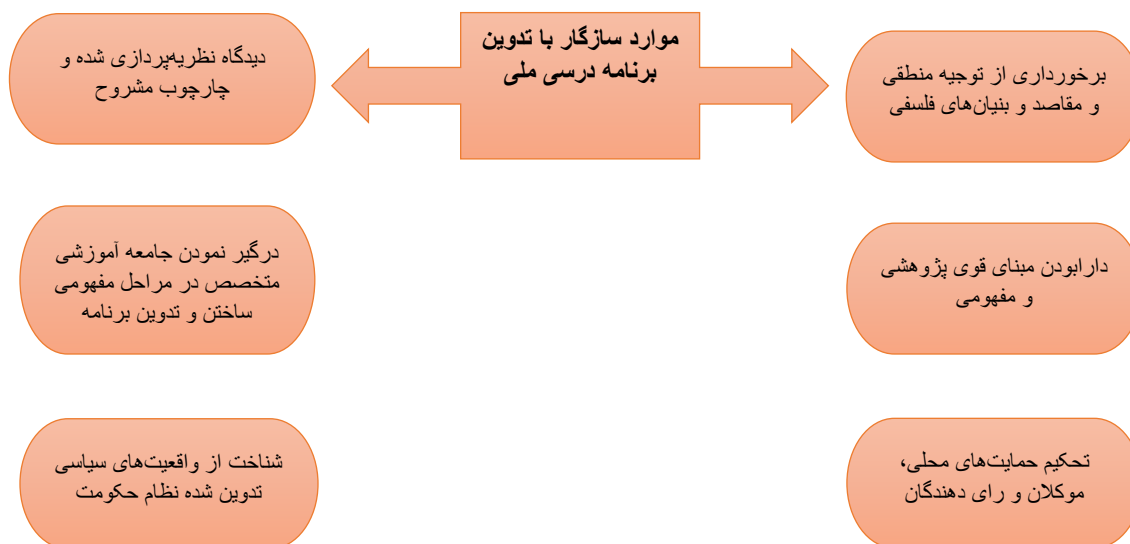 موارد سازگار با تدوین
برنامه درسی ملی
برخورداری از توجیه منطقی
و مقاصد و بنیان‌های فلسفی
دیدگاه نظریه‌پردازی شده و
چارچوب مشروح
دارابودن مبنای قوی پژوهشی
و مفهومی
درگیر نمودن جامعه آموزشی
متخصص در مراحل مفهومی
ساختن و تدوین برنامه
تحکیم حمایت‌های محلی،
موکلان و رای دهندگان
شناخت از واقعیت‌های سیاسی
تدوین شده نظام حکومت